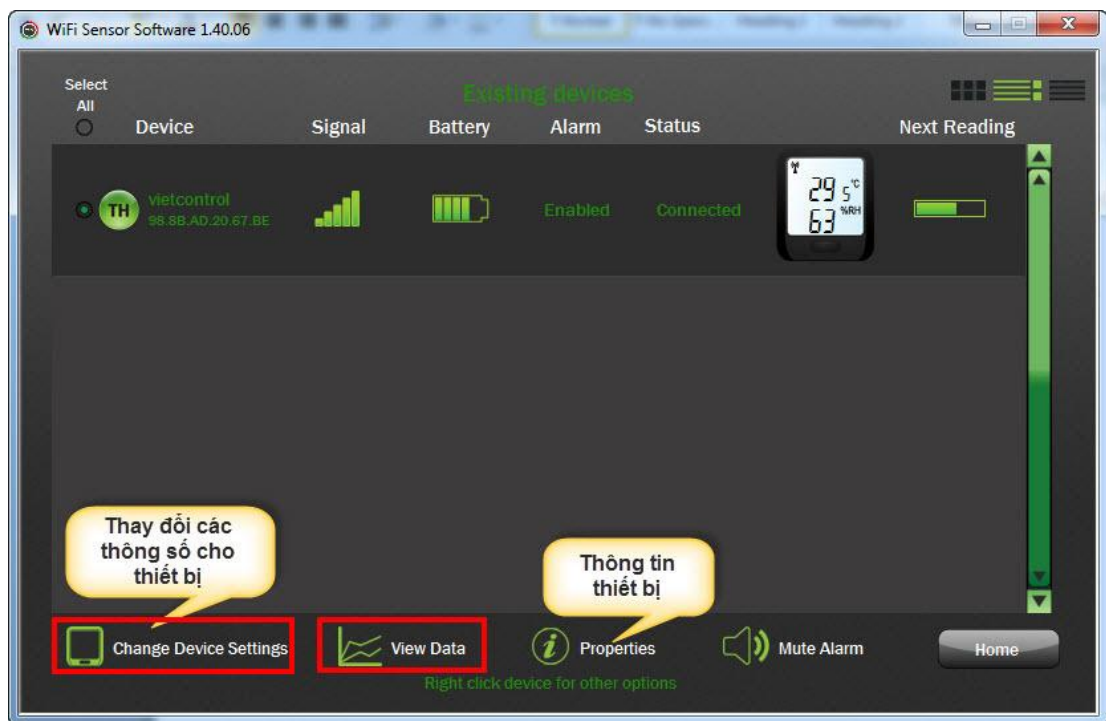 WiFi Sensor Software 1.40.06
Select
All
Existing devices
Device Signal Battery Alarm Status Next Reading
TH
vietcontrol
98.8B.AD.20.67.BE
Enabled
Connected
29.5°C
63%RH
Thay đổi các
thông số cho
thiết bị
Thông tin
thiết bị
Change Device Settings
View Data
i
Properties
Mute Alarm
Home
Right click device for other options